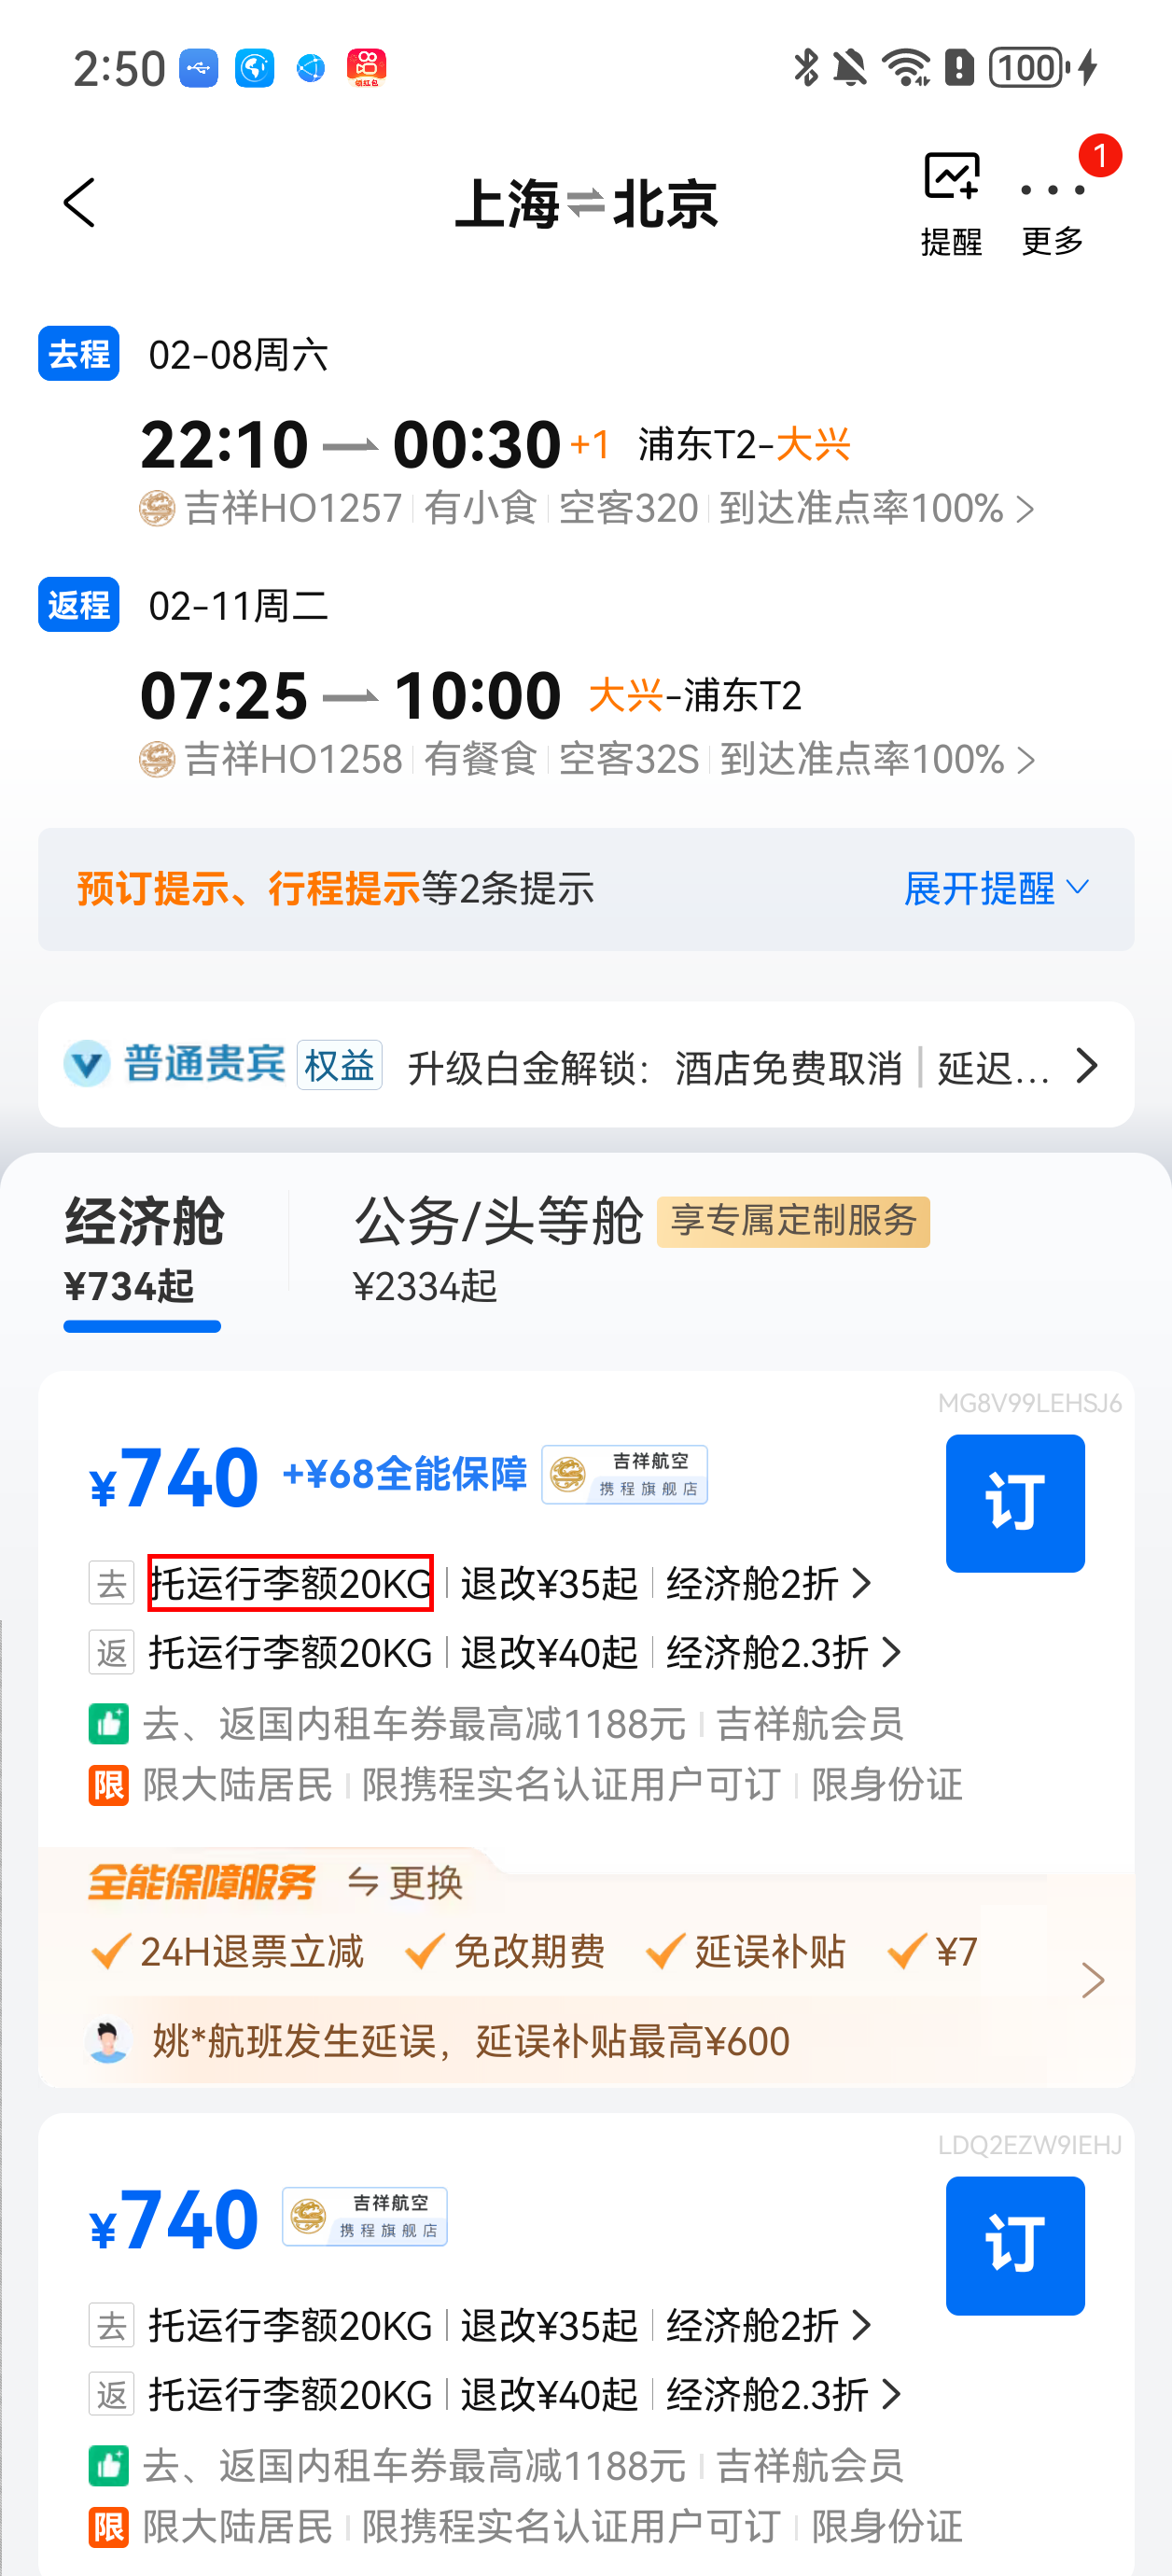 2:50
领红包
100
上海⇌北京
提醒
更多
1
去程 02-08周六
22:10 00:30 +1 浦东T2-大兴
吉祥HO1257 有小食 空客320 到达准点率100% >
返程 02-11周二
07:25 10:00 大兴-浦东T2
吉祥HO1258 有餐食 空客32S 到达准点率100% >
预订提示、行程提示等2条提示 展开提醒
普通贵宾 权益 升级白金解锁：酒店免费取消 | 延迟... >
经济舱 公务/头等舱 享专属定制服务
¥734起 ¥2334起
MG8V99LEHSJ6
¥740 +¥68全能保障 吉祥航空 携程旗舰店 订
去 托运行李额20KG | 退改¥35起 | 经济舱2折 >
返 托运行李额20KG | 退改¥40起 | 经济舱2.3折 >
去、返国内租车券最高减1188元 | 吉祥航会员
限 限大陆居民 | 限携程实名认证用户可订 | 限身份证
全能保障服务 更换
24H退票立减 免改期费 延误补贴 ¥7
姚*航班发生延误，延误补贴最高¥600
LDQ2EZW9IEHJ
¥740 吉祥航空 携程旗舰店 订
去 托运行李额20KG | 退改¥35起 | 经济舱2折 >
返 托运行李额20KG | 退改¥40起 | 经济舱2.3折 >
去、返国内租车券最高减1188元 | 吉祥航会员
限 限大陆居民 | 限携程实名认证用户可订 | 限身份证